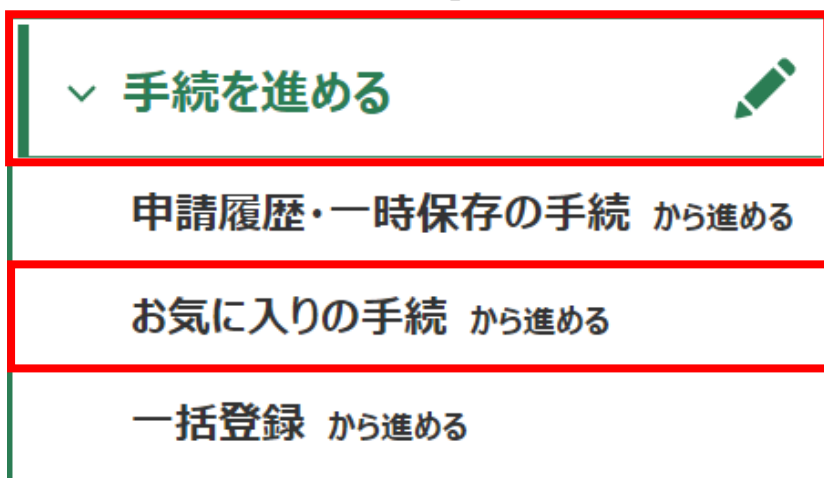 手続を進める
申請履歴・一時保存の手続 から進める
お気に入りの手続 から進める
一括登録 から進める